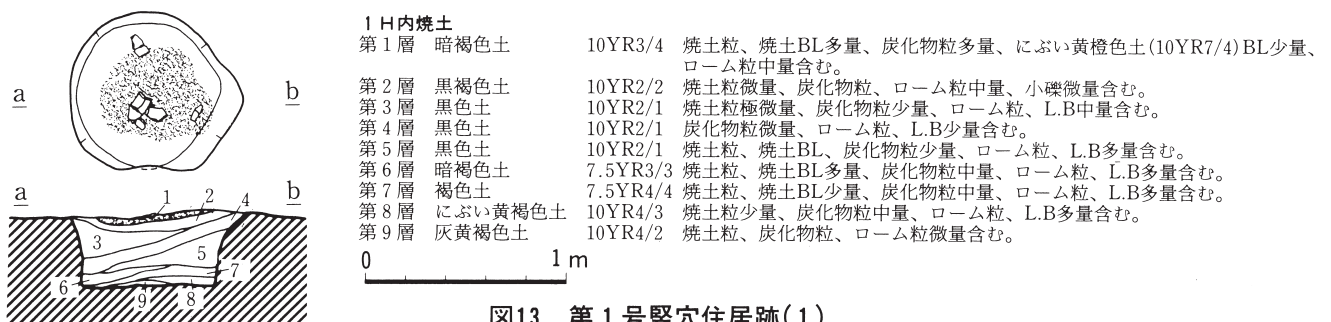 a
b
a
b
1
2
4
3
5
7
6
9
8
1H内焼土
第1層 暗褐色土 10YR3/4 焼土粒、焼土BL多量、炭化物粒多量、にぶい黄橙色土(10YR7/4)BL少量、
ローム粒中量含む。
第2層 黒褐色土 10YR2/2 焼土粒微量、炭化物粒、ローム粒中量、小礫微量含む。
第3層 黒色土 10YR2/1 焼土粒極微量、炭化物粒少量、ローム粒、L.B中量含む。
第4層 黒色土 10YR2/1 炭化物粒微量、ローム粒、L.B少量含む。
第5層 黒色土 10YR2/1 焼土粒、焼土BL、炭化物粒少量、ローム粒、L.B多量含む。
第6層 暗褐色土 7.5YR3/3 焼土粒、焼土BL多量、炭化物粒中量、ローム粒、L.B多量含む。
第7層 褐色土 7.5YR4/4 焼土粒、焼土BL少量、炭化物粒中量、ローム粒、L.B多量含む。
第8層 にぶい黄褐色土 10YR4/3 焼土粒少量、炭化物粒中量、ローム粒、L.B多量含む。
第9層 灰黄褐色土 10YR4/2 焼土粒、炭化物粒、ローム粒微量含む。
0 1m
図13 第1号竪穴住居跡(1)